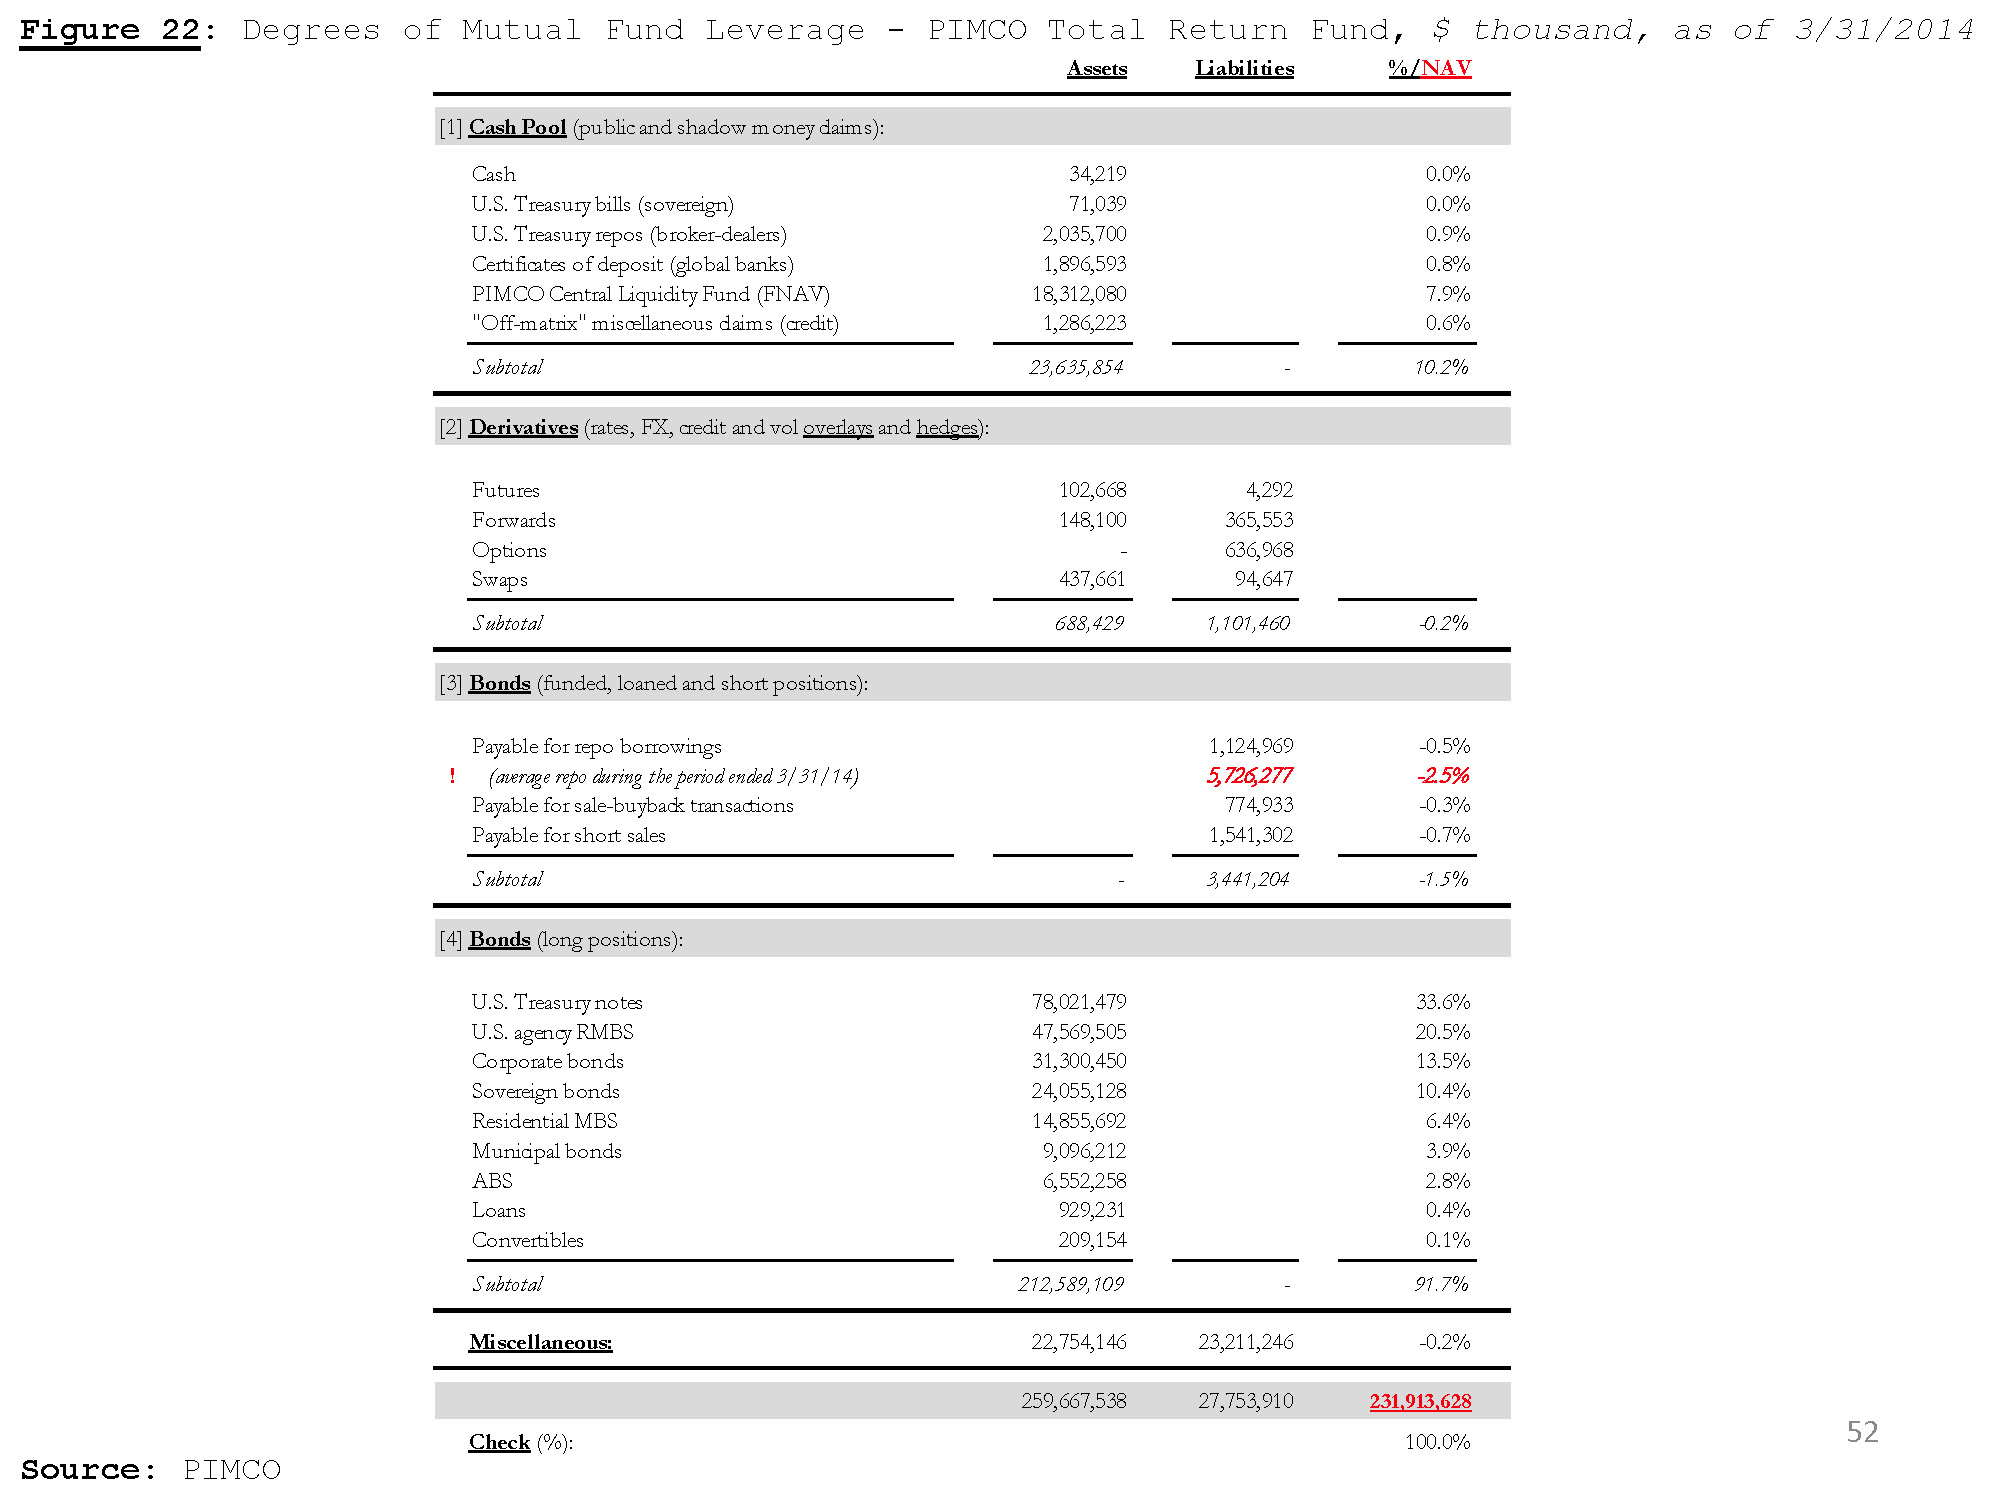 Figure 22: Degrees of Mutual Fund Leverage - PIMCO Total Return Fund, $ thousand, as of 3/31/2014
Assets Liabilities %/NAV
[1] Cash Pool (public and shadow money claims):
Cash 34,219 0.0%
U.S. Treasury bills (sovereign) 71,039 0.0%
U.S. Treasury repos (broker-dealers) 2,035,700 0.9%
Certificates of deposit (global banks) 1,896,593 0.8%
PIMCO Central Liquidity Fund (FNAV) 18,312,080 7.9%
"Off-matrix" miscellaneous claims (credit) 1,286,223 0.6%
Subtotal 23,635,854 - 10.2%
[2] Derivatives (rates, FX, credit and vol overlays and hedges):
Futures 102,668 4,292
Forwards 148,100 365,553
Options - 636,968
Swaps 437,661 94,647
Subtotal 688,429 1,101,460 -0.2%
[3] Bonds (funded, loaned and short positions):
Payable for repo borrowings 1,124,969 -0.5%
! (average repo during the period ended 3/31/14) 5,726,277 -2.5%
Payable for sale-buyback transactions 774,933 -0.3%
Payable for short sales 1,541,302 -0.7%
Subtotal - 3,441,204 -1.5%
[4] Bonds (long positions):
U.S. Treasury notes 78,021,479 33.6%
U.S. agency RMBS 47,569,505 20.5%
Corporate bonds 31,300,450 13.5%
Sovereign bonds 24,055,128 10.4%
Residential MBS 14,855,692 6.4%
Municipal bonds 9,096,212 3.9%
ABS 6,552,258 2.8%
Loans 929,231 0.4%
Convertibles 209,154 0.1%
Subtotal 212,589,109 - 91.7%
Miscellaneous: 22,754,146 23,211,246 -0.2%
259,667,538 27,753,910 231,913,628
Check (%): 100.0%
52
Source: PIMCO